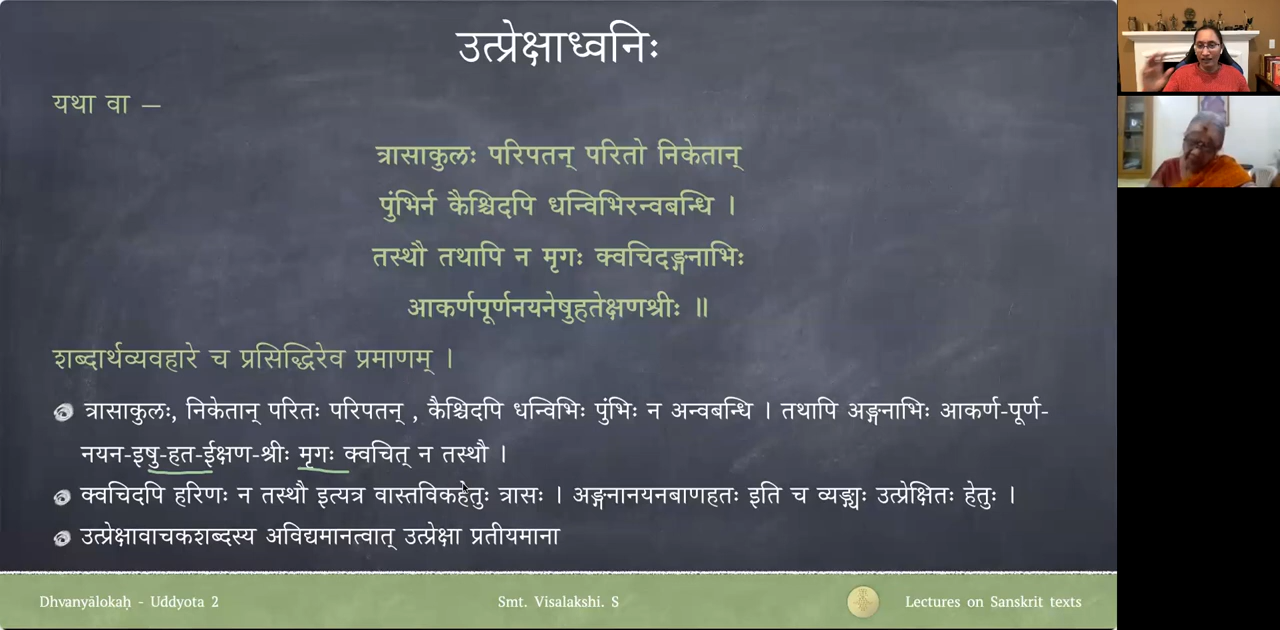 उत्प्रेक्षाध्वनिः
यथा वा –
त्रासाकुलः परिपतन् परितो निकेतान्
पुंभिर्न कैश्चिदपि धन्विभिरन्वबन्धि ।
तस्थौ तथापि न मृगः क्वचिदङ्गनाभिः
आकर्णपूर्णनयनेषुहतेक्षणश्रीः ॥
शब्दार्थव्यवहारे च प्रसिद्धिरेव प्रमाणम् ।
त्रासाकुलः, निकेतान् परितः परिपतन् , कैश्चिदपि धन्विभिः पुंभिः न अन्वबन्धि । तथापि अङ्गनाभिः आकर्ण-पूर्ण-
नयन-इषु-हत-ईक्षण-श्रीः मृगः क्वचित् न तस्थौ ।
क्वचिदपि हरिणः न तस्थौ इत्यत्र वास्तविकहेतुः त्रासः । अङ्गनानयनबाणहतः इति च व्यङ्ग्यः उत्प्रेक्षितः हेतुः ।
उत्प्रेक्षावाचकशब्दस्य अविद्यमानत्वात् उत्प्रेक्षा प्रतीयमाना
Dhvanyālokaḥ - Uddyota 2
Smt. Visalakshi. S
Lectures on Sanskrit texts